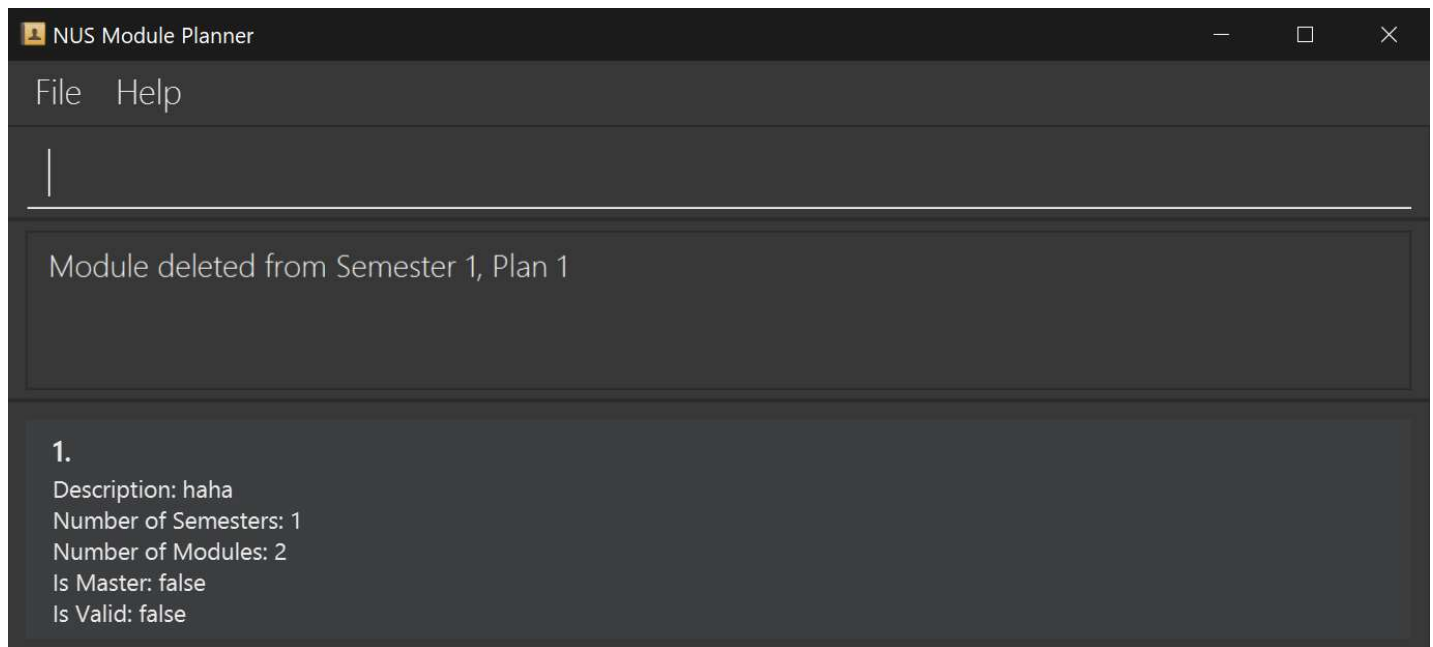 NUS Module Planner
File Help
Module deleted from Semester 1, Plan 1
1.
Description: haha
Number of Semesters: 1
Number of Modules: 2
Is Master: false
Is Valid: false